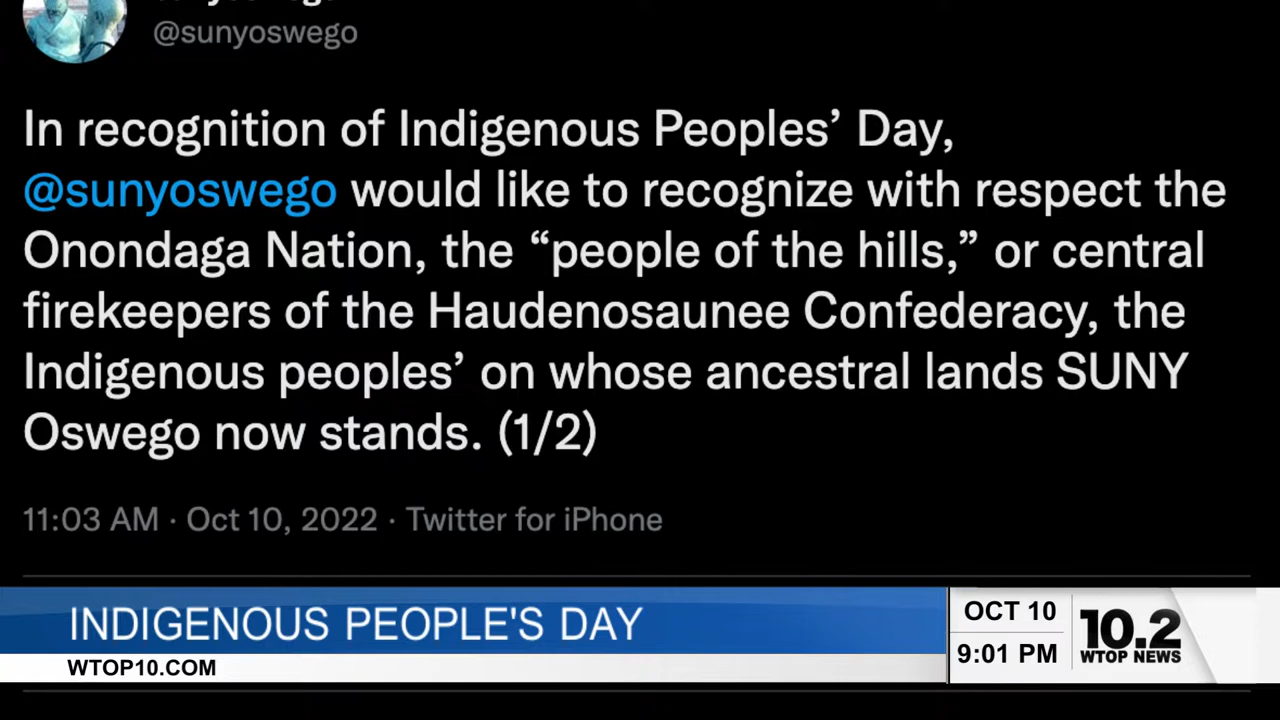 @sunyoswego
In recognition of Indigenous Peoples’ Day,
@sunyoswego would like to recognize with respect the
Onondaga Nation, the “people of the hills,” or central
firekeepers of the Haudenosaunee Confederacy, the
Indigenous peoples’ on whose ancestral lands SUNY
Oswego now stands. (1/2)
11:03 AM · Oct 10, 2022 · Twitter for iPhone
INDIGENOUS PEOPLE'S DAY
WTOP10.COM
OCT 10
9:01 PM
10.2
WTOP NEWS